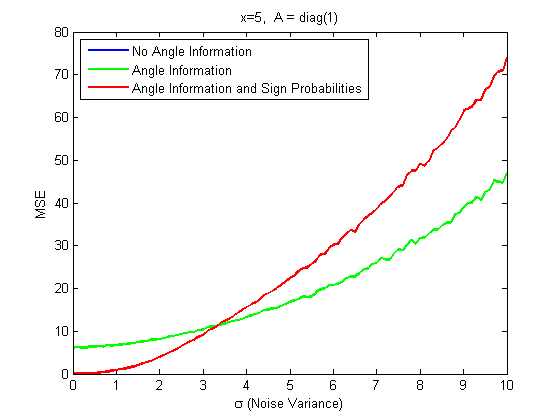 x=5, A = diag(1)
No Angle Information
Angle Information
Angle Information and Sign Probabilities
80
70
60
50
40
30
20
10
0
MSE
0 1 2 3 4 5 6 7 8 9 10
σ (Noise Variance)